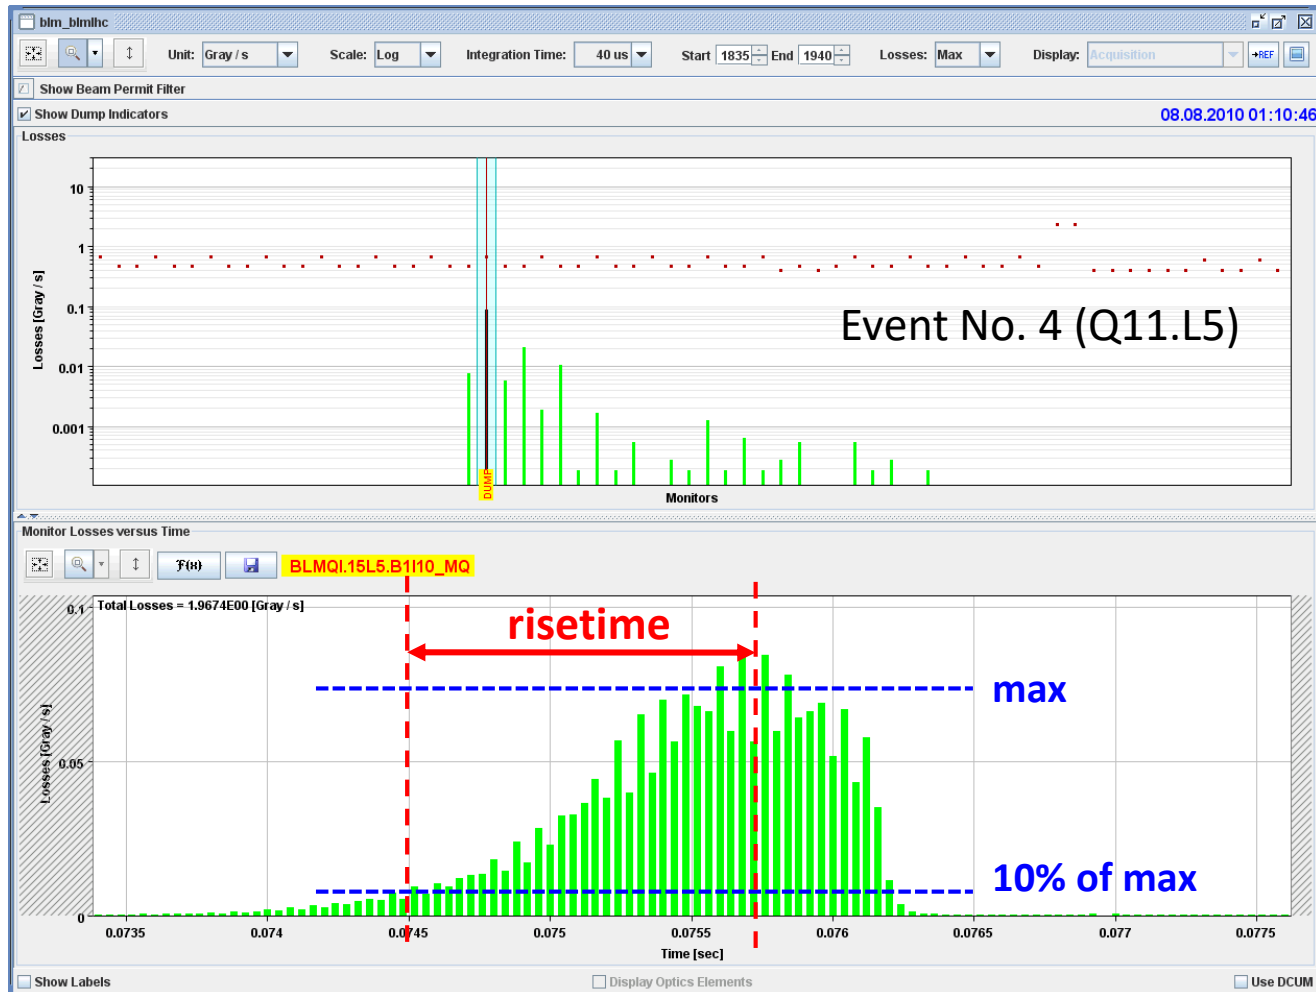 blm_blmlhc
Unit: Gray / s Scale: Log Integration Time: 40 us Start 1835 End 1940 Losses: Max Display: Acquisition →REF
Show Beam Permit Filter
Show Dump Indicators 08.08.2010 01:10:46
Losses
10
1
0.1
0.01
0.001
Losses [Gray / s]
Event No. 4 (Q11.L5)
DUMP
Monitors
Monitor Losses versus Time
F(x) BLMQI.15L5.B1I10_MQ
Total Losses = 1.9674E00 [Gray / s]
0.1
0.05
0
Losses [Gray / s]
risetime
max
10% of max
0.0735 0.074 0.0745 0.075 0.0755 0.076 0.0765 0.077 0.0775
Time [sec]
Show Labels Display Optics Elements Use DCUM